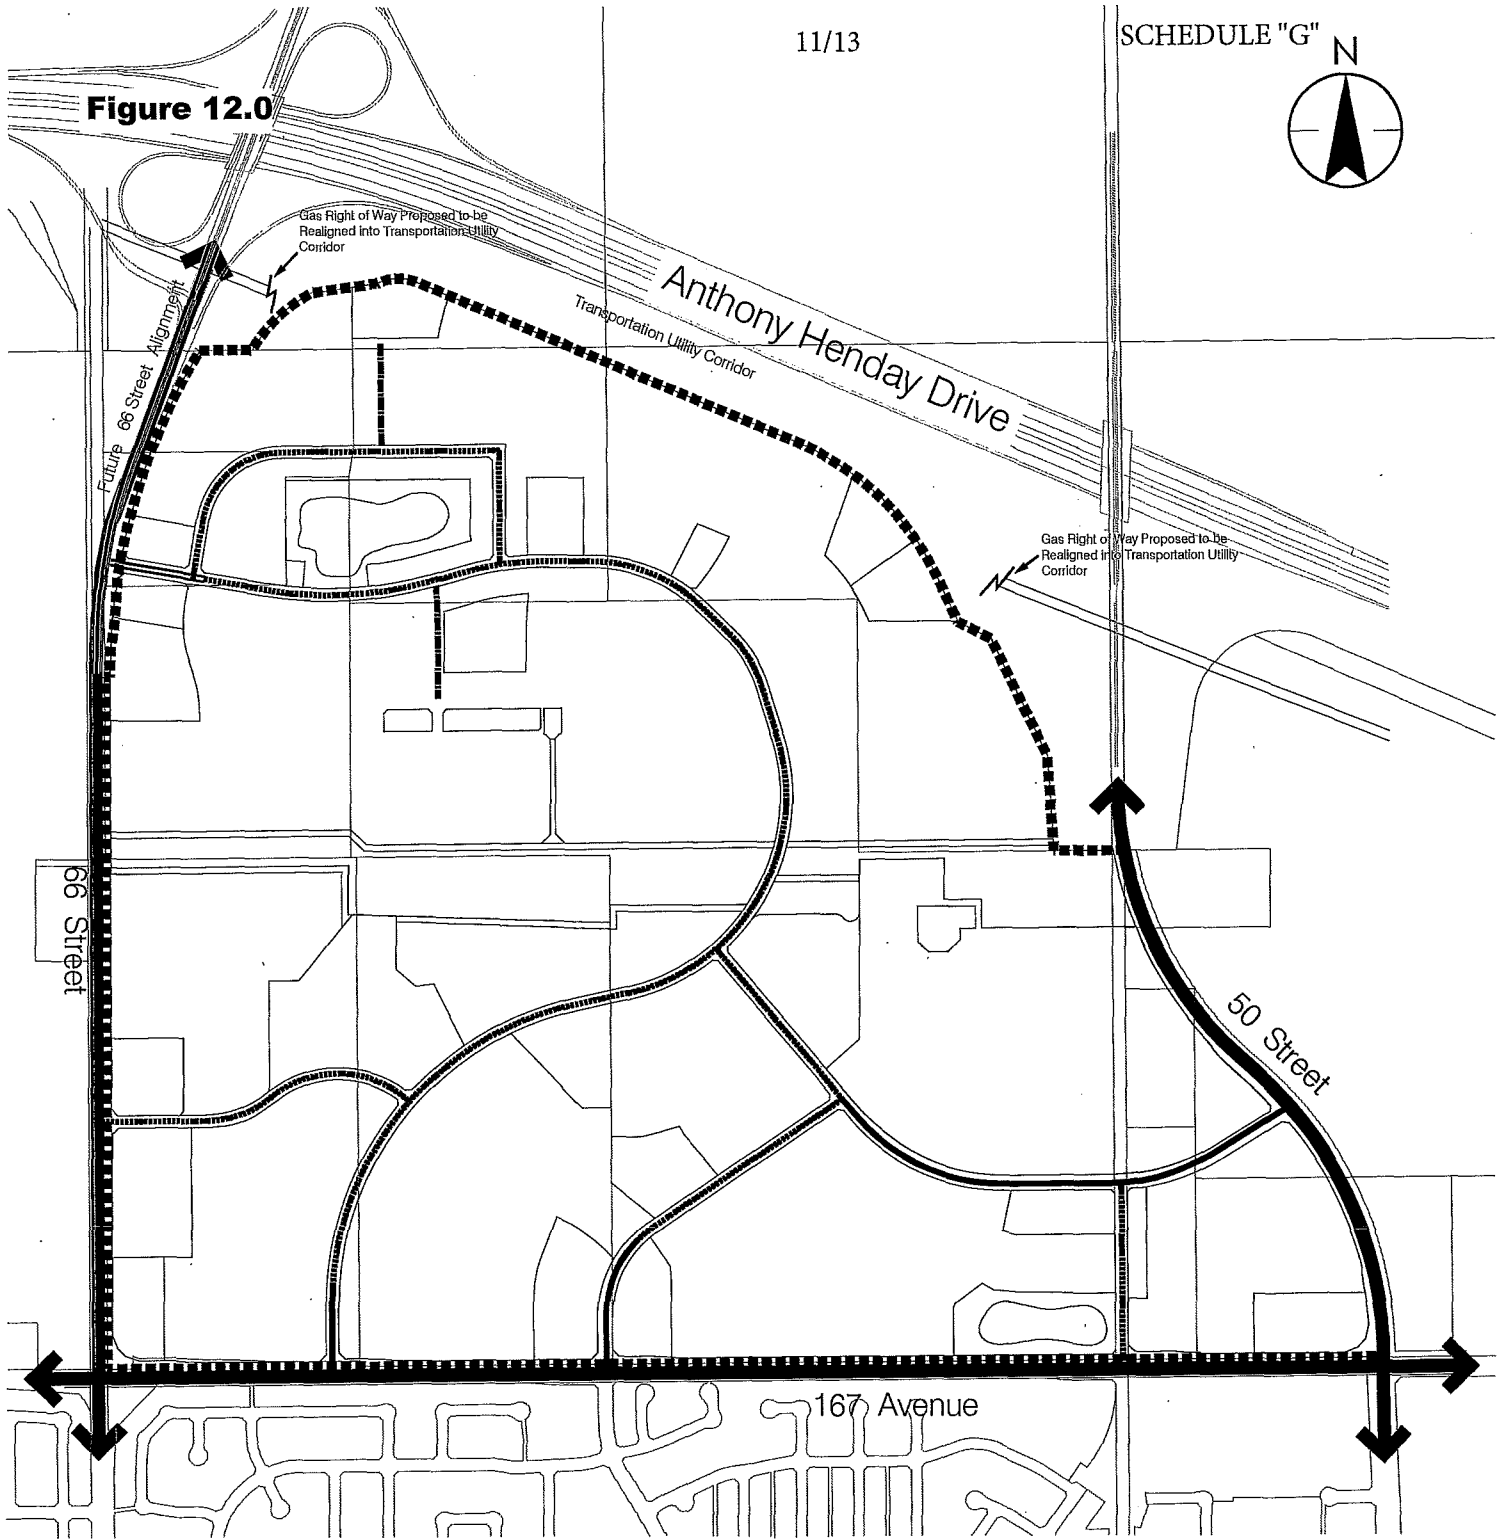 11/13
SCHEDULE "G"
N
Figure 12.0
Gas Right of Way Proposed to be
Realigned into Transportation Utility
Corridor
Anthony Henday Drive
Transportation Utility Corridor
Future 66 Street Alignment
Gas Right of Way Proposed to be
Realigned into Transportation Utility
Corridor
66 Street
50 Street
167 Avenue